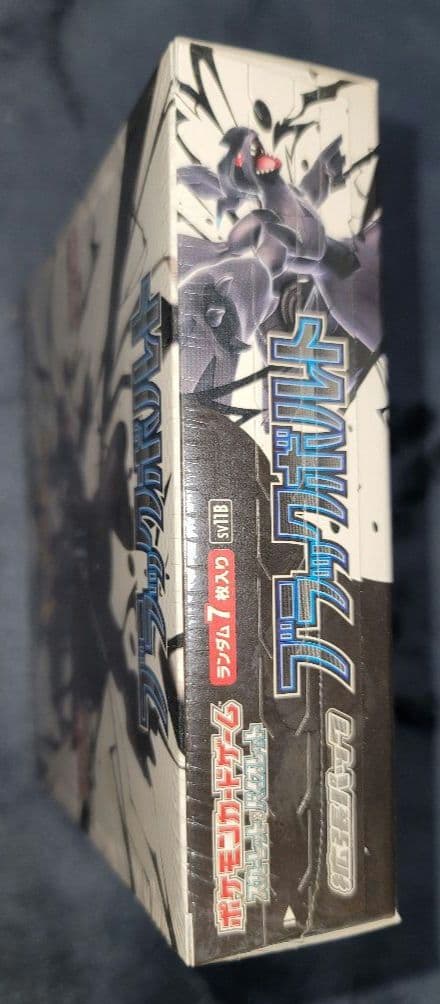 ブラックボルト
ブラックボルト
ランダム7枚入り
SV11B
ポケモンカードゲーム
スカーレット&バイオレット
拡張パック